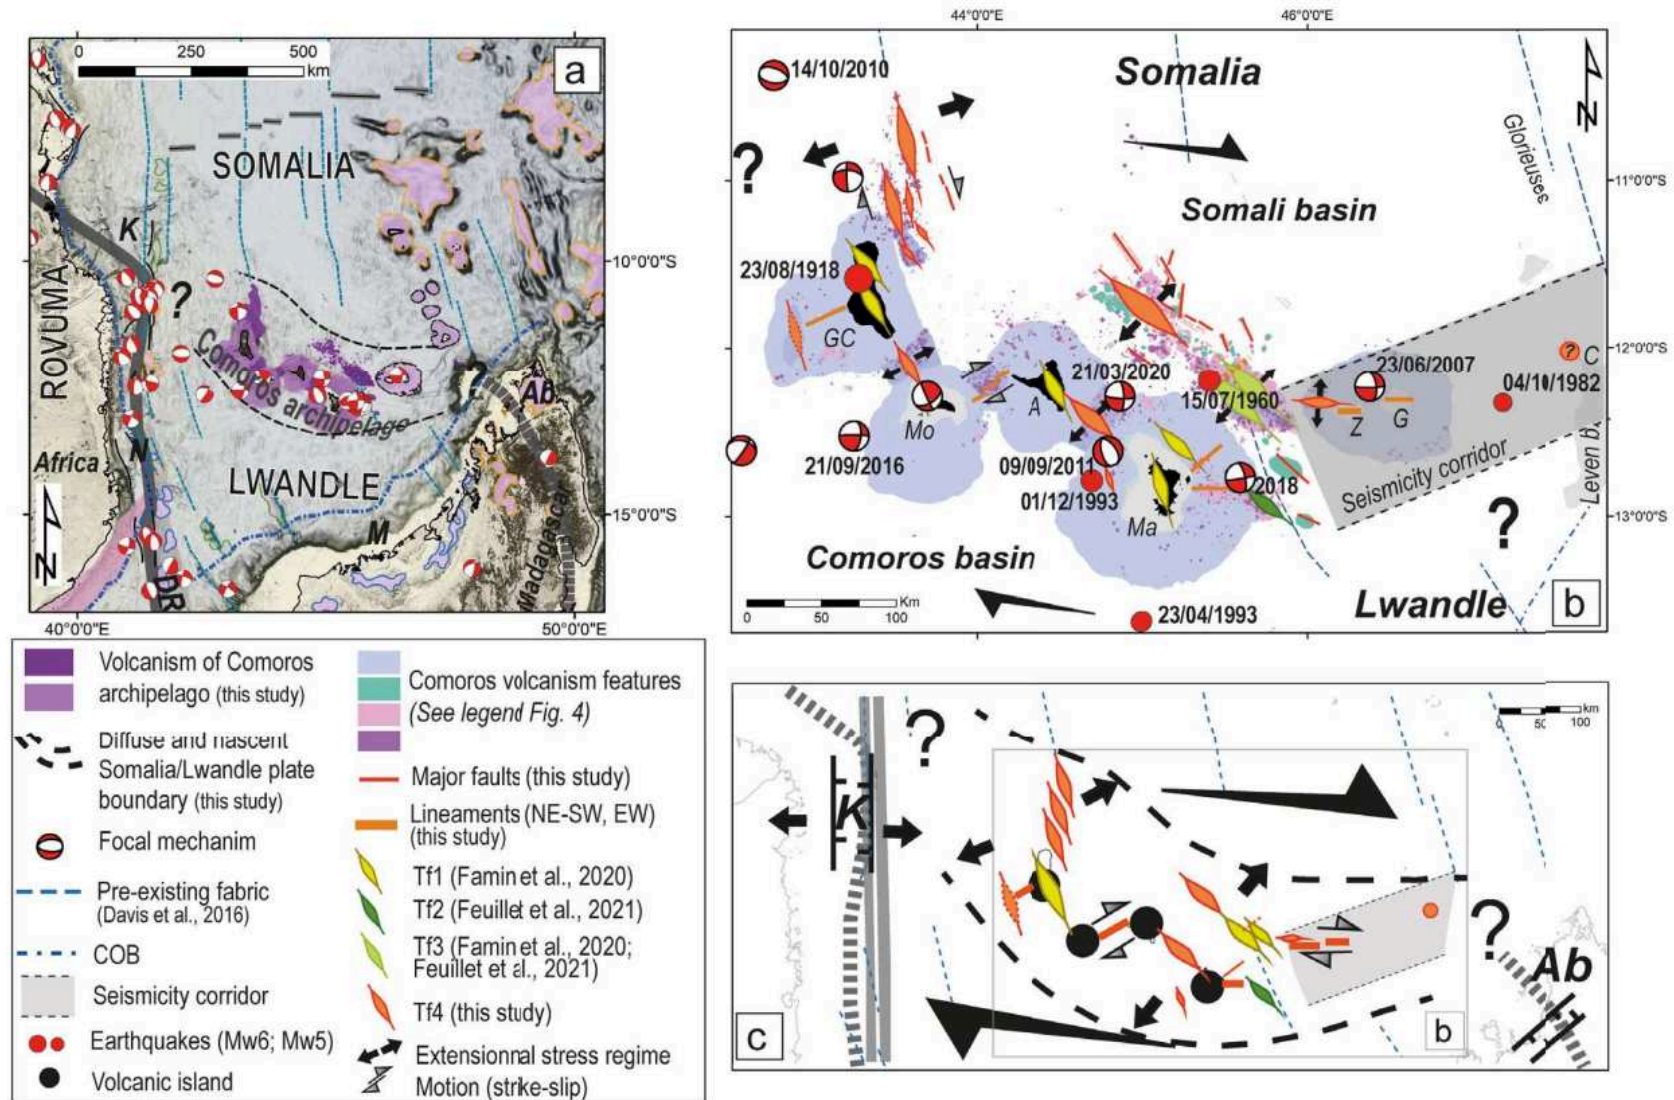 0 250 500
km
a
SOMALIA
K
10°0'0"S
?
ROVUMA
Comoros archipelago
?
Ab
N
Africa
LWANDLE
15°0'0"S
M
Madagascar
N
DR
40°0'0"E
50°0'0"E
44°0'0"E
46°0'0"E
14/10/2010
Somalia
N
?
Glorieuses
11°0'0"S
Somali basin
23/08/1918
GC
12°0'0"S
21/03/2020
23/06/2007
?
C
04/10/1982
15/07/1960
A
Z
G
Mo
21/09/2016
09/09/2011
01/12/1993
2018
Seismicity corridor
Leven b.
Ma
?
13°0'0"S
Comoros basin
Lwandle
b
Km
0 50 100
23/04/1993
Volcanism of Comoros
archipelago (this study)
Diffuse and nascent
Somalia/Lwandle plate
boundary (this study)
Focal mechanim
Pre-existing fabric
(Davis et al., 2016)
COB
Seismicity corridor
Earthquakes (Mw6; Mw5)
Volcanic island
Comoros volcanism features
(See legend Fig. 4)
Major faults (this study)
Lineaments (NE-SW, EW)
(this study)
Tf1 (Famin et al., 2020)
Tf2 (Feuillet et al., 2021)
Tf3 (Famin et al., 2020;
Feuillet et al., 2021)
Tf4 (this study)
Extensionnal stress regime
Motion (strike-slip)
km
0 50 100
?
K
?
Ab
c
b